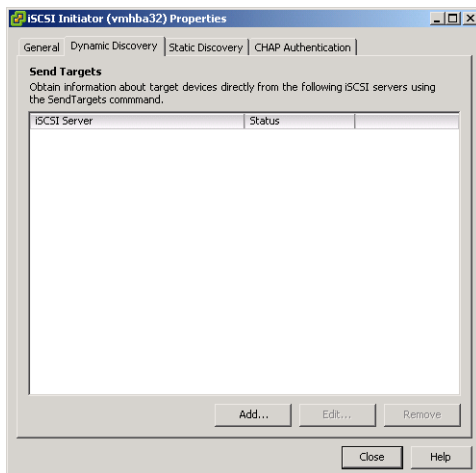 iSCSI Initiator (vmhba32) Properties
General Dynamic Discovery Static Discovery CHAP Authentication
Send Targets
Obtain information about target devices directly from the following iSCSI servers using
the SendTargets commmand.
iSCSI Server Status
Add... Edit... Remove
Close Help